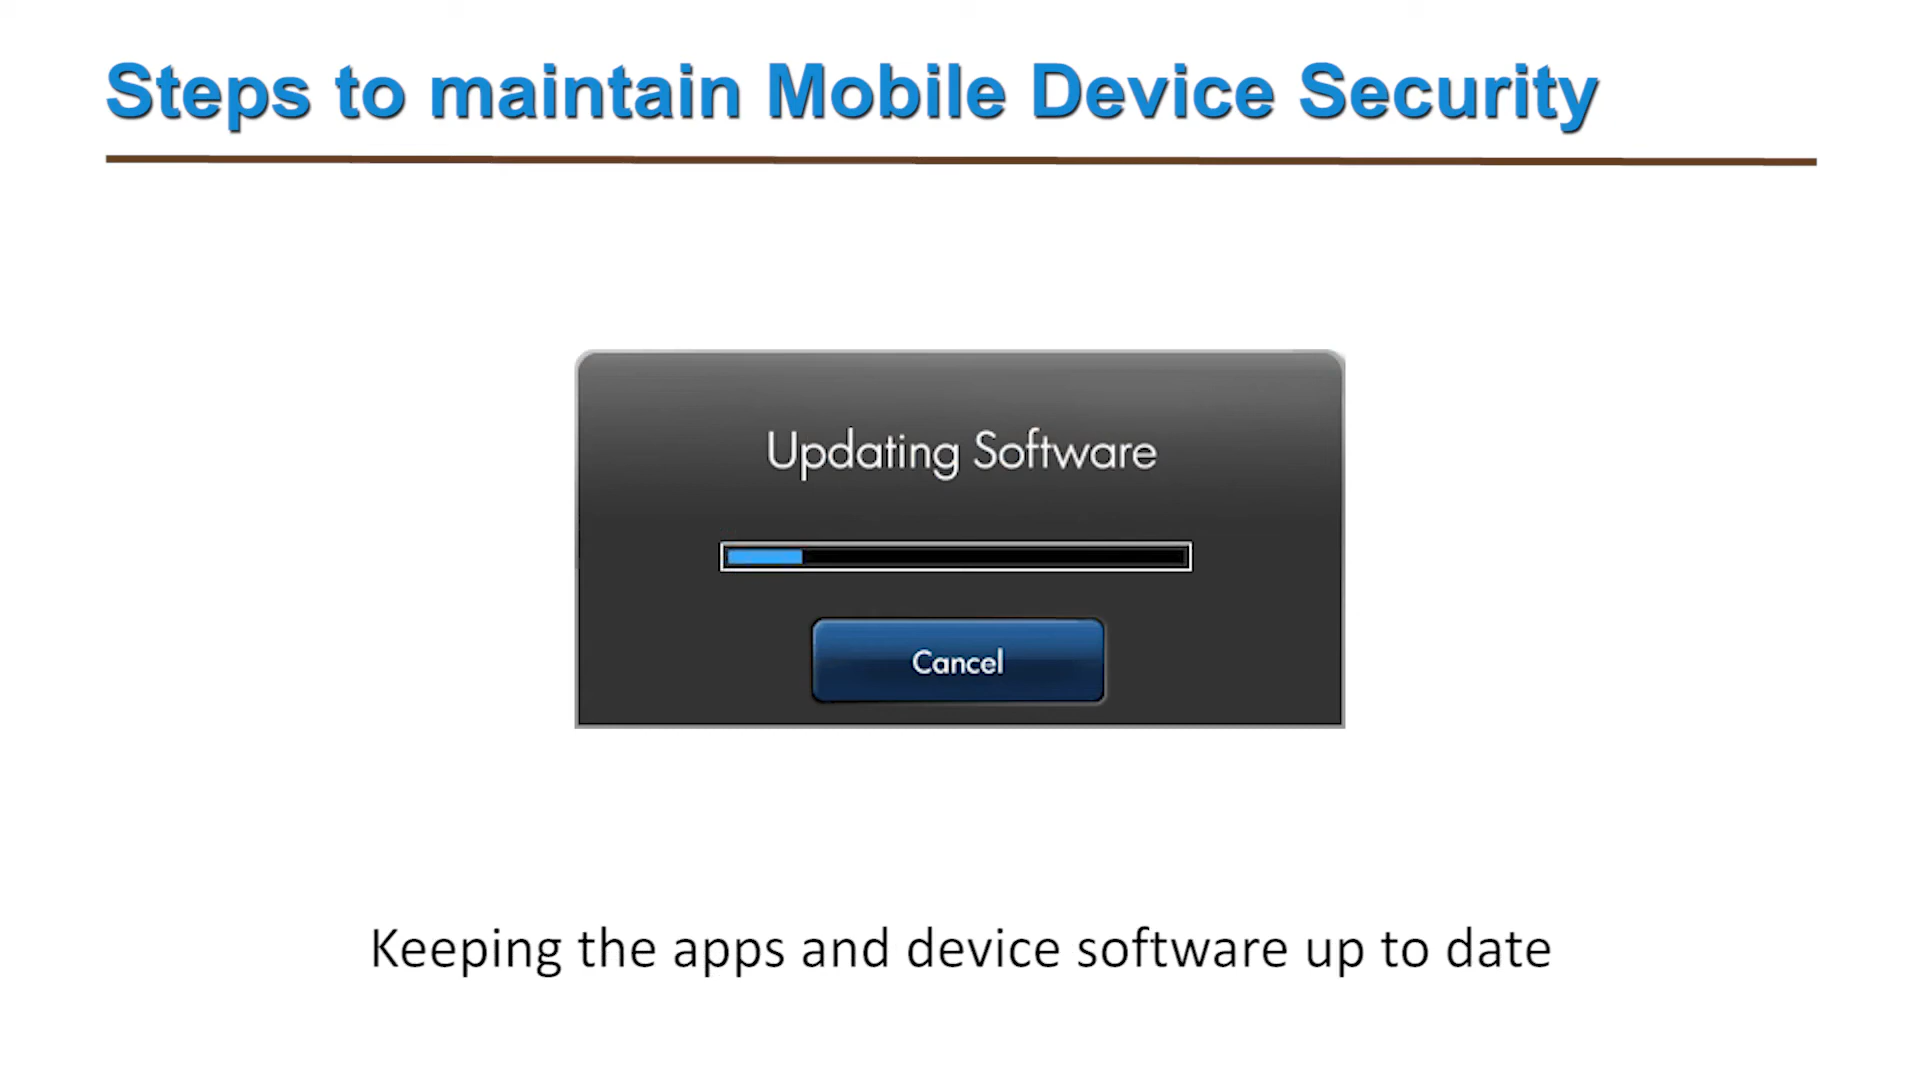 Steps to maintain Mobile Device Security
Updating Software
Cancel
Keeping the apps and device software up to date